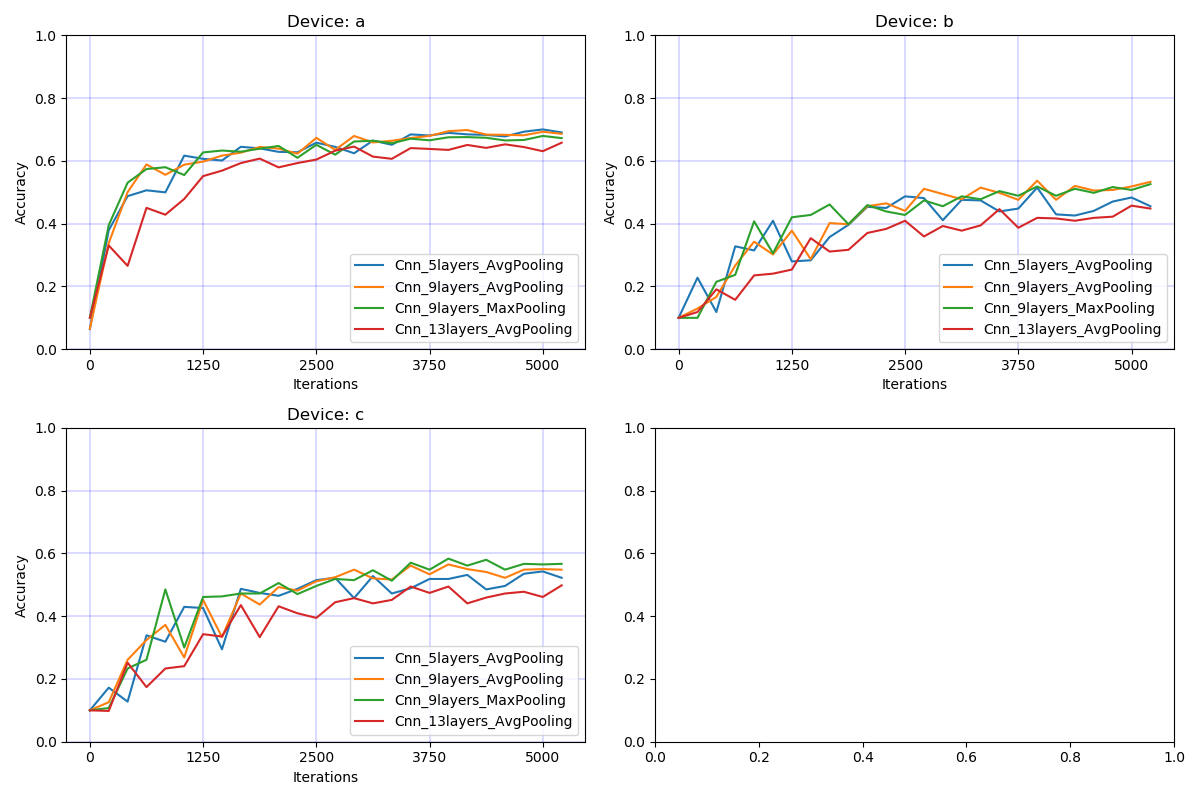 Device: a
1.0
0.8
0.6
0.4
0.2
0.0
Accuracy
Cnn_5layers_AvgPooling
Cnn_9layers_AvgPooling
Cnn_9layers_MaxPooling
Cnn_13layers_AvgPooling
0 1250 2500 3750 5000
Iterations
Device: b
1.0
0.8
0.6
0.4
0.2
0.0
Accuracy
Cnn_5layers_AvgPooling
Cnn_9layers_AvgPooling
Cnn_9layers_MaxPooling
Cnn_13layers_AvgPooling
0 1250 2500 3750 5000
Iterations
Device: c
1.0
0.8
0.6
0.4
0.2
0.0
Accuracy
Cnn_5layers_AvgPooling
Cnn_9layers_AvgPooling
Cnn_9layers_MaxPooling
Cnn_13layers_AvgPooling
0 1250 2500 3750 5000
Iterations
1.0
0.8
0.6
0.4
0.2
0.0
0.0 0.2 0.4 0.6 0.8 1.0